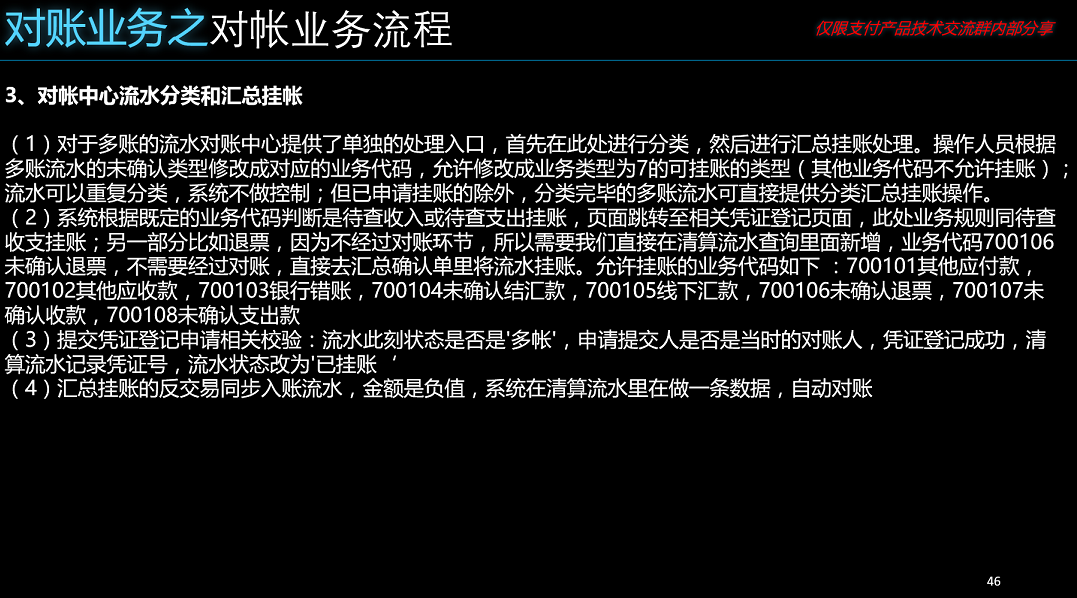 对账业务之对帐业务流程
仅限支付产品技术交流群内部分享
3、对帐中心流水分类和汇总挂帐
（1）对于多账的流水对账中心提供了单独的处理入口，首先在此处进行分类，然后进行汇总挂账处理。操作人员根据
多账流水的未确认类型修改成对应的业务代码，允许修改成业务类型为7的可挂账的类型（其他业务代码不允许挂账）；
流水可以重复分类，系统不做控制；但已申请挂账的除外，分类完毕的多账流水可直接提供分类汇总挂账操作。
（2）系统根据既定的业务代码判断是待查收入或待查支出挂账，页面跳转至相关凭证登记页面，此处业务规则同待查
收支挂账；另一部分比如退票，因为不经过对账环节，所以需要我们直接在清算流水查询里面新增，业务代码700106
未确认退票，不需要经过对账，直接去汇总确认单里将流水挂账。允许挂账的业务代码如下 ：700101其他应付款，
700102其他应收款，700103银行错账，700104未确认结汇款，700105线下汇款，700106未确认退票，700107未
确认收款，700108未确认支出款
（3）提交凭证登记申请相关校验：流水此刻状态是否是'多帐'，申请提交人是否是当时的对账人，凭证登记成功，清
算流水记录凭证号，流水状态改为'已挂账‘
（4）汇总挂账的反交易同步入账流水，金额是负值，系统在清算流水里在做一条数据，自动对账
46